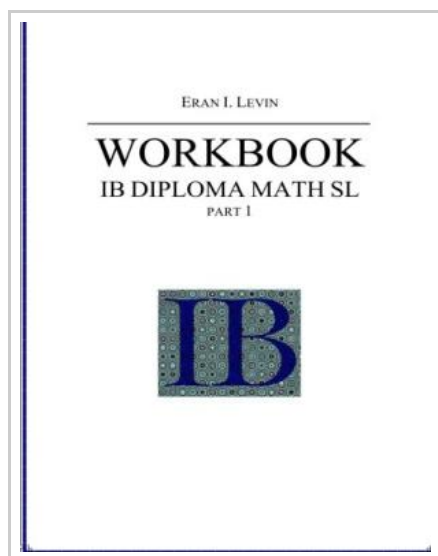 ERAN I. LEVIN
WORKBOOK
IB DIPLOMA MATH SL
PART 1
IB